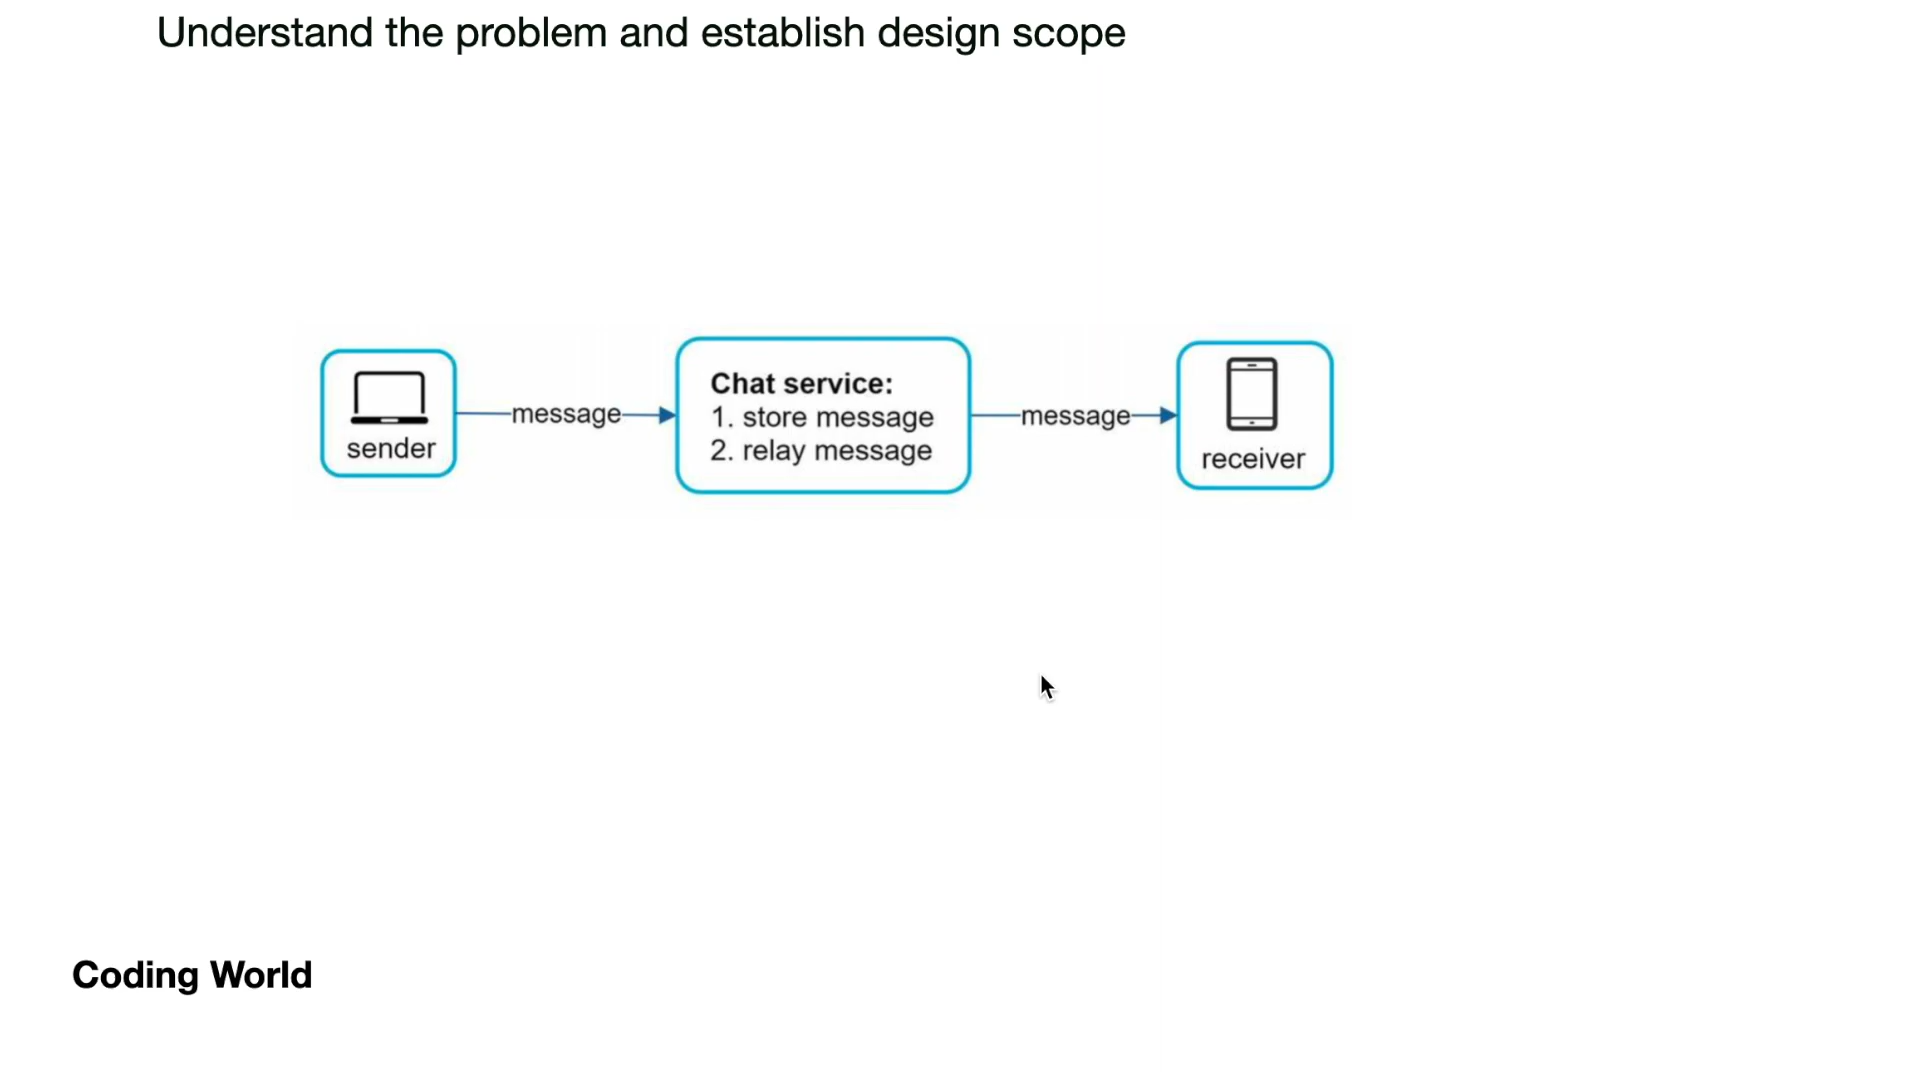 Understand the problem and establish design scope
sender
message
Chat service:
1. store message
2. relay message
message
receiver
Coding World